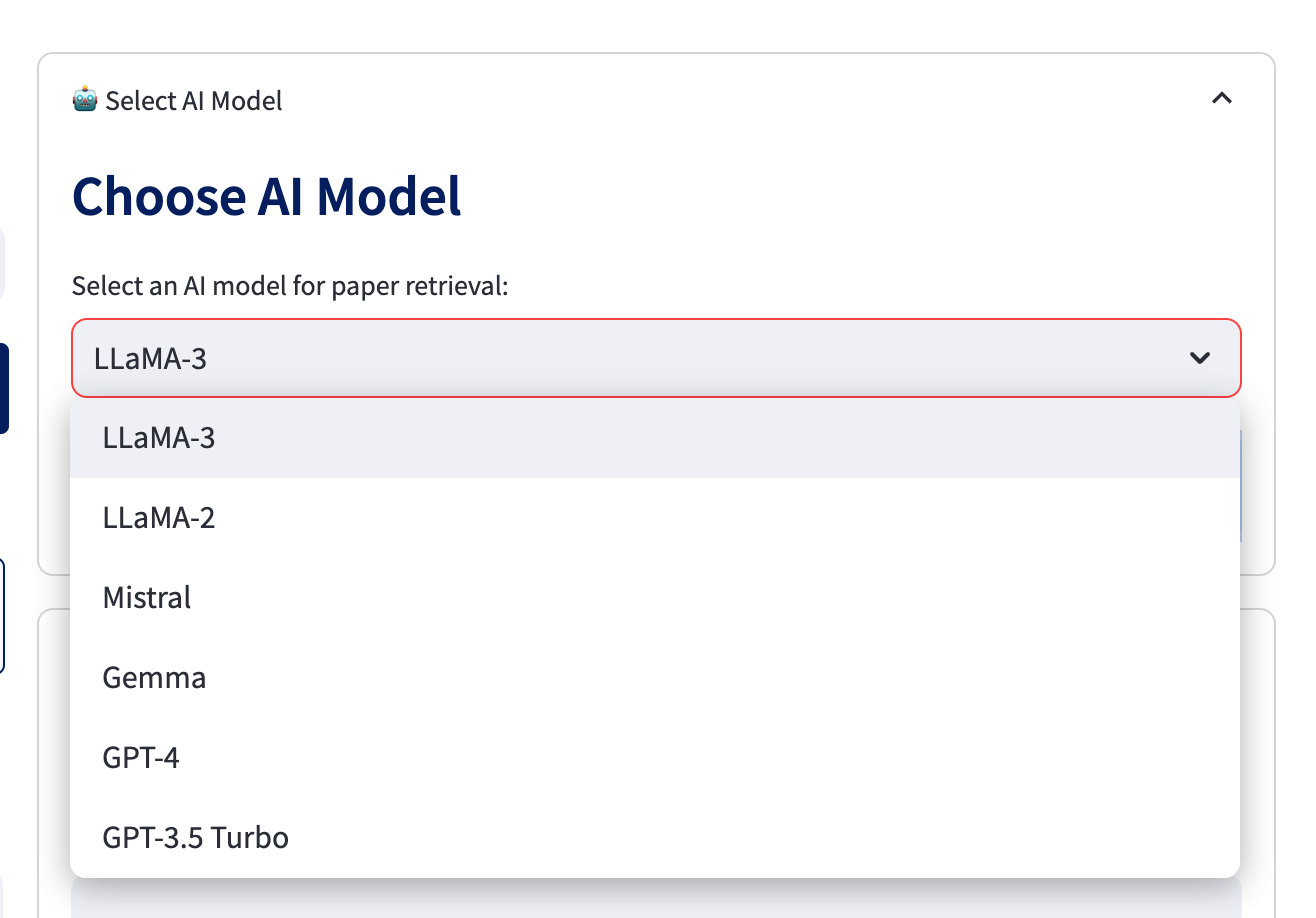 🤖 Select AI Model
Choose AI Model
Select an AI model for paper retrieval:
LLaMA-3
LLaMA-3
LLaMA-2
Mistral
Gemma
GPT-4
GPT-3.5 Turbo